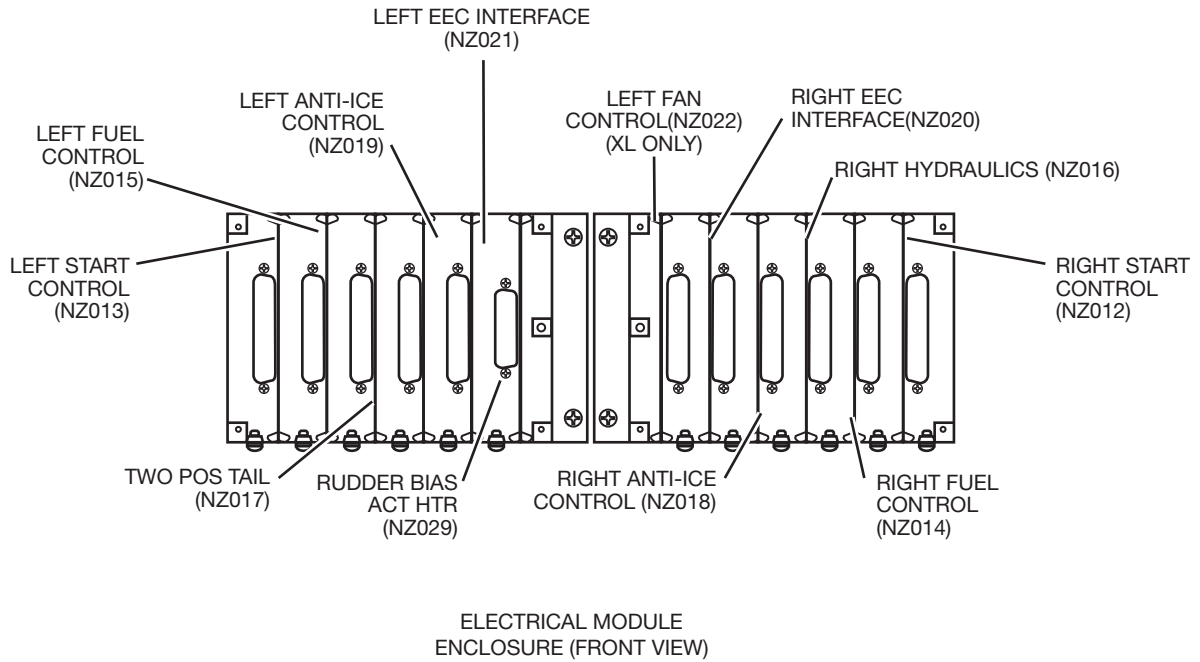 LEFT EEC INTERFACE
(NZ021)
LEFT ANTI-ICE
CONTROL
(NZ019)
LEFT FUEL
CONTROL
(NZ015)
LEFT START
CONTROL
(NZ013)
LEFT FAN
CONTROL(NZ022)
(XL ONLY)
RIGHT EEC
INTERFACE(NZ020)
RIGHT HYDRAULICS (NZ016)
RIGHT START
CONTROL
(NZ012)
TWO POS TAIL
(NZ017)
RUDDER BIAS
ACT HTR
(NZ029)
RIGHT ANTI-ICE
CONTROL (NZ018)
RIGHT FUEL
CONTROL
(NZ014)
ELECTRICAL MODULE
ENCLOSURE (FRONT VIEW)